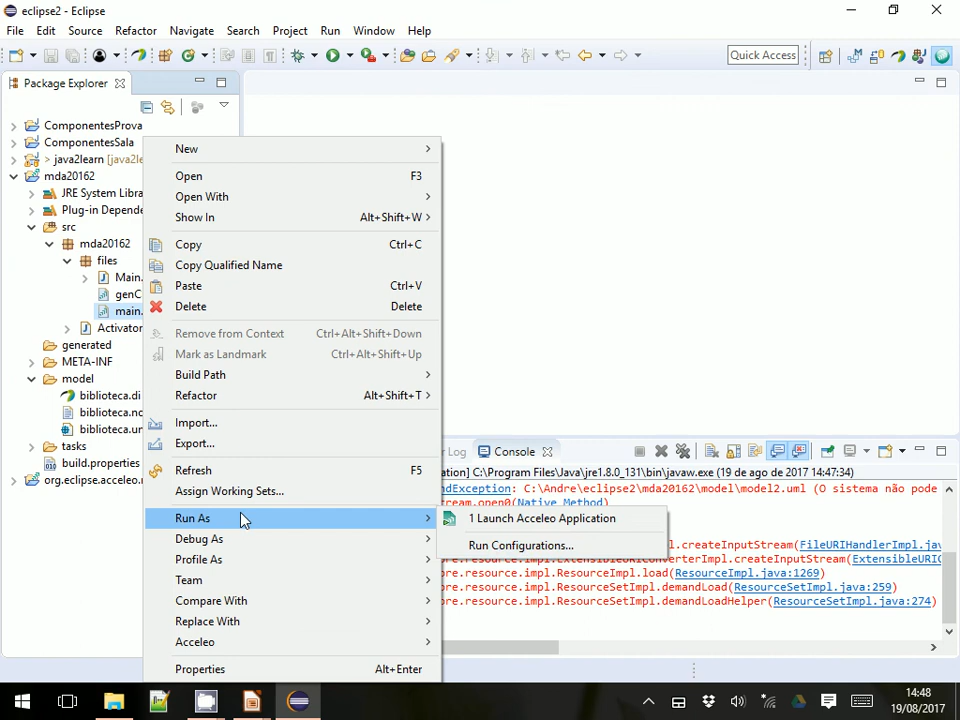 eclipse2 - Eclipse
File Edit Source Refactor Navigate Search Project Run Window Help
Quick Access
Package Explorer
ComponentesProva
ComponentesSala
> java2learn [java2le
mda20162
JRE System Libra
Plug-in Depende
src
mda20162
files
Main.
genC
main.
Activator
generated
META-INF
model
biblioteca.di
biblioteca.no
biblioteca.un
tasks
build.properties
org.eclipse.acceleo.
New
Open F3
Open With
Show In Alt+Shift+W
Copy Ctrl+C
Copy Qualified Name
Paste Ctrl+V
Delete Delete
Remove from Context Ctrl+Alt+Shift+Down
Mark as Landmark Ctrl+Alt+Shift+Up
Build Path
Refactor Alt+Shift+T
Import...
Export...
Refresh F5
Assign Working Sets...
Run As
Debug As
Profile As
Team
Compare With
Replace With
Acceleo
Properties Alt+Enter
1 Launch Acceleo Application
Run Configurations...
Log Console
ation] C:\Program Files\Java\jre1.8.0_131\bin\javaw.exe (19 de ago de 2017 14:47:34)
ndException: C:\Andre\eclipse2\mda20162\model\model2.uml (O sistema não pode
tream.open0(Native Method)
l.createInputStream(FileURIHandlerImpl.jav
.createInputStream(ExtensibleURIC
ore.resource.impl.ResourceImpl.load(ResourceImpl.java:1269)
ore.resource.impl.ResourceSetImpl.demandLoad(ResourceSetImpl.java:259)
ore.resource.impl.ResourceSetImpl.demandLoadHelper(ResourceSetImpl.java:274)
14:48
19/08/2017